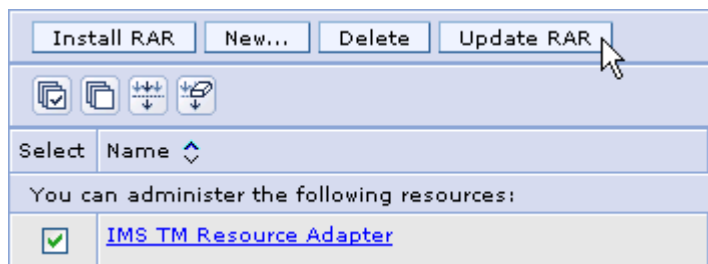 Install RAR New... Delete Update RAR
Select Name
You can administer the following resources:
IMS TM Resource Adapter